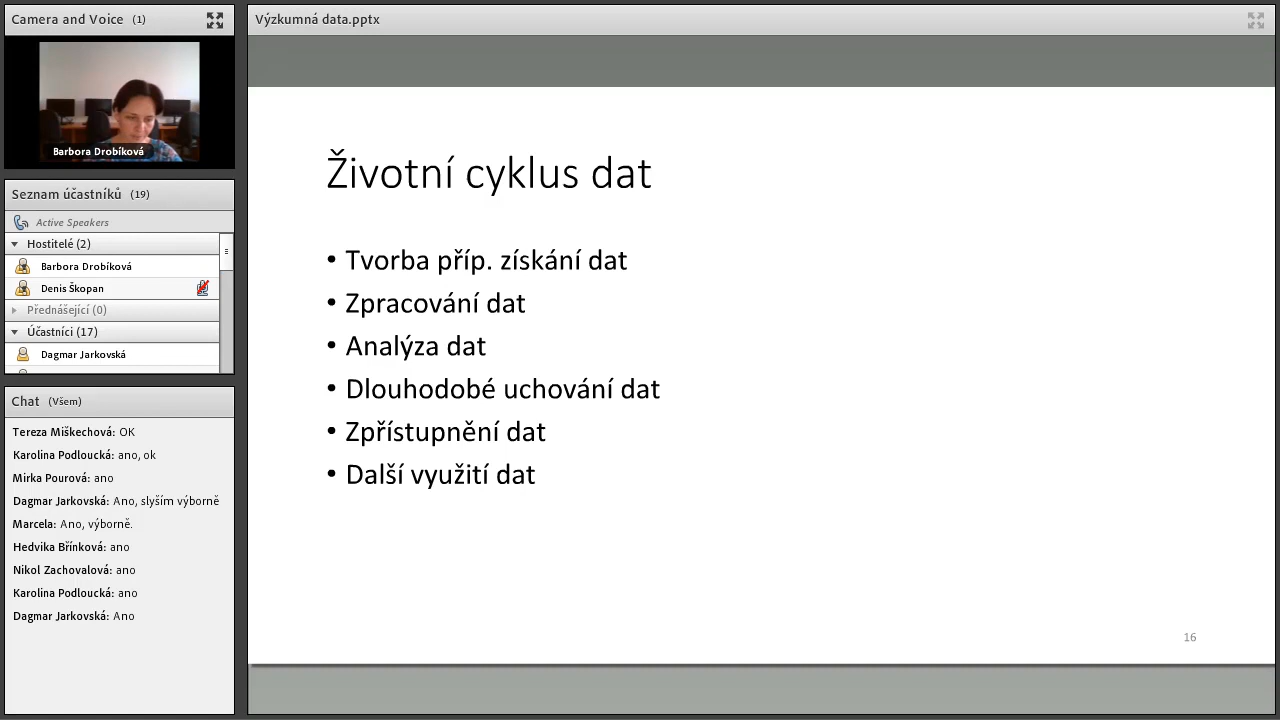 Camera and Voice (1)
Barbora Drobíková
Seznam účastníků (19)
Active Speakers
Hostitelé (2)
Barbora Drobíková
Denis Škopan
Přednášející (0)
Účastníci (17)
Dagmar Jarkovská
Chat (Všem)
Tereza Miškechová: OK
Karolina Podloucká: ano, ok
Mirka Pourová: ano
Dagmar Jarkovská: Ano, slyším výborně
Marcela: Ano, výborně.
Hedvika Břínková: ano
Nikol Zachovalová: ano
Karolina Podloucká: ano
Dagmar Jarkovská: Ano
Výzkumná data.pptx
Životní cyklus dat
• Tvorba příp. získání dat
• Zpracování dat
• Analýza dat
• Dlouhodobé uchování dat
• Zpřístupnění dat
• Další využití dat
16